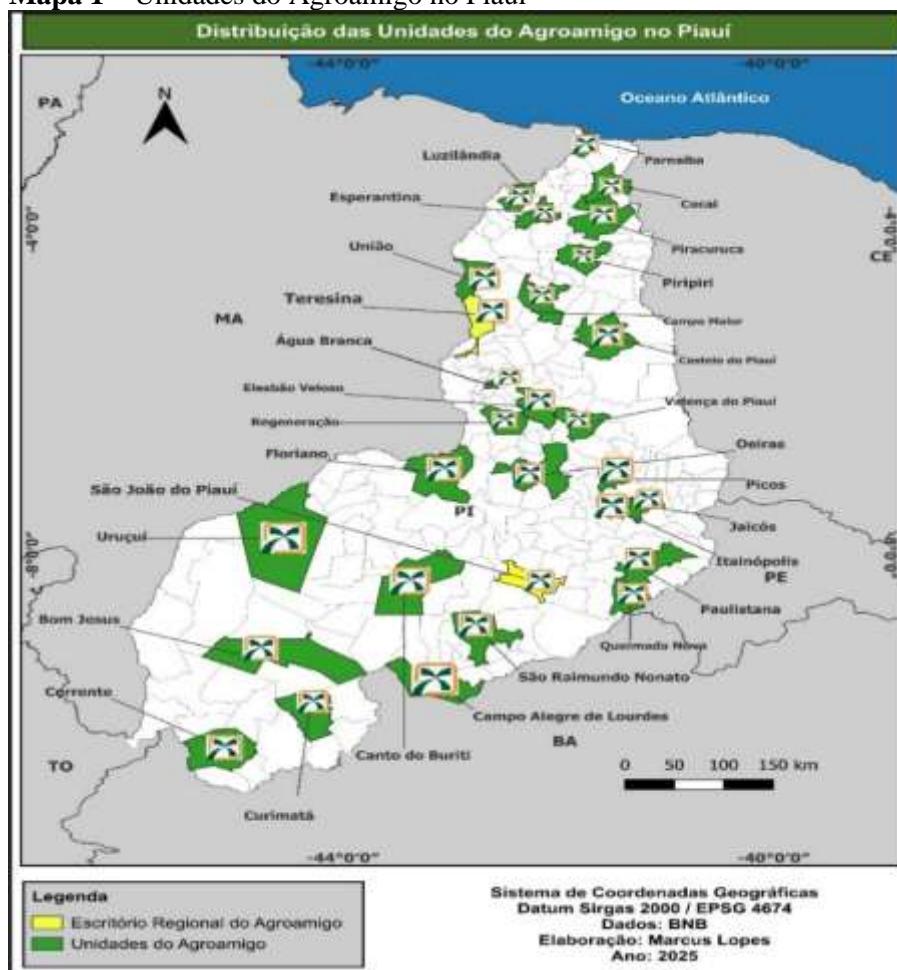 Mapa 1 – Unidades do Agroamigo no Piauí
Distribuição das Unidades do Agroamigo no Piauí
-44°0'0"
-40°0'0"
Oceano Atlântico
PA
N
Parnaíba
Luzilândia
Cocal
Esperantina
-4°0'0"
-4°0'0"
Piracuruca
CE
União
Piripiri
Teresina
MA
Campo Maior
Água Branca
Castelo do Piauí
Elesbão Veloso
Valença do Piauí
Regeneração
Oeiras
Floriano
Picos
São João do Piauí
PI
Jaicós
Uruçuí
Itainópolis
-8°0'0"
-8°0'0"
PE
Paulistana
Bom Jesus
Queimada Nova
São Raimundo Nonato
Corrente
Campo Alegre de Lourdes
BA
Canto do Buriti
TO
0 50 100 150 km
Curimatá
-44°0'0"
-40°0'0"
Legenda
Escritório Regional do Agroamigo
Unidades do Agroamigo
Sistema de Coordenadas Geográficas
Datum Sirgas 2000 / EPSG 4674
Dados: BNB
Elaboração: Marcus Lopes
Ano: 2025